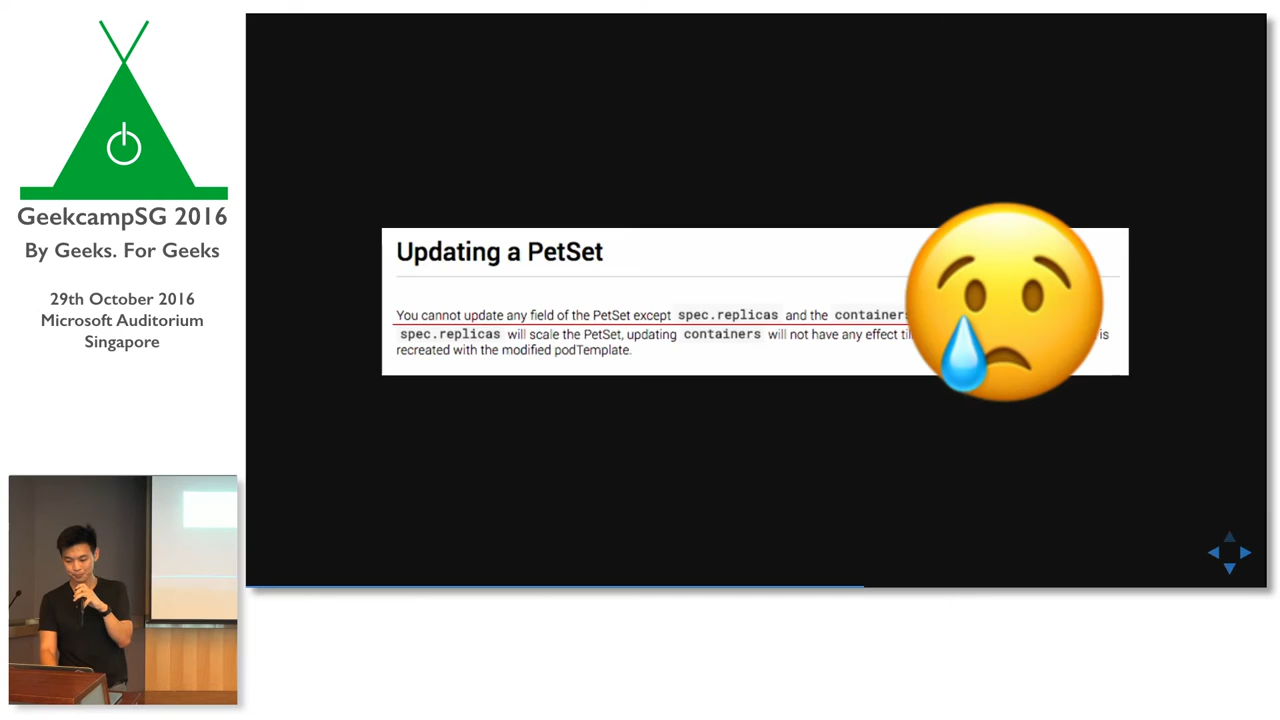 GeekcampSG 2016
By Geeks. For Geeks
29th October 2016
Microsoft Auditorium
Singapore
Updating a PetSet
You cannot update any field of the PetSet except spec.replicas and the containers
spec.replicas will scale the PetSet, updating containers will not have any effect is
recreated with the modified podTemplate.